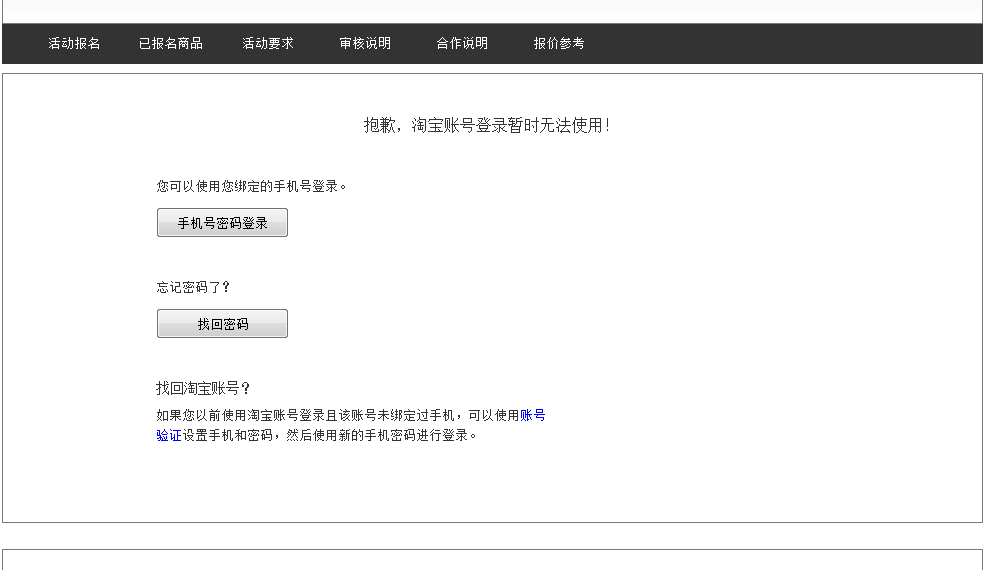 活动报名 已报名商品 活动要求 审核说明 合作说明 报价参考
抱歉，淘宝账号登录暂时无法使用！
您可以使用您绑定的手机号登录。
手机号密码登录
忘记密码了？
找回密码
找回淘宝账号？
如果您以前使用淘宝账号登录且该账号未绑定过手机，可以使用账号
验证设置手机和密码，然后使用新的手机密码进行登录。